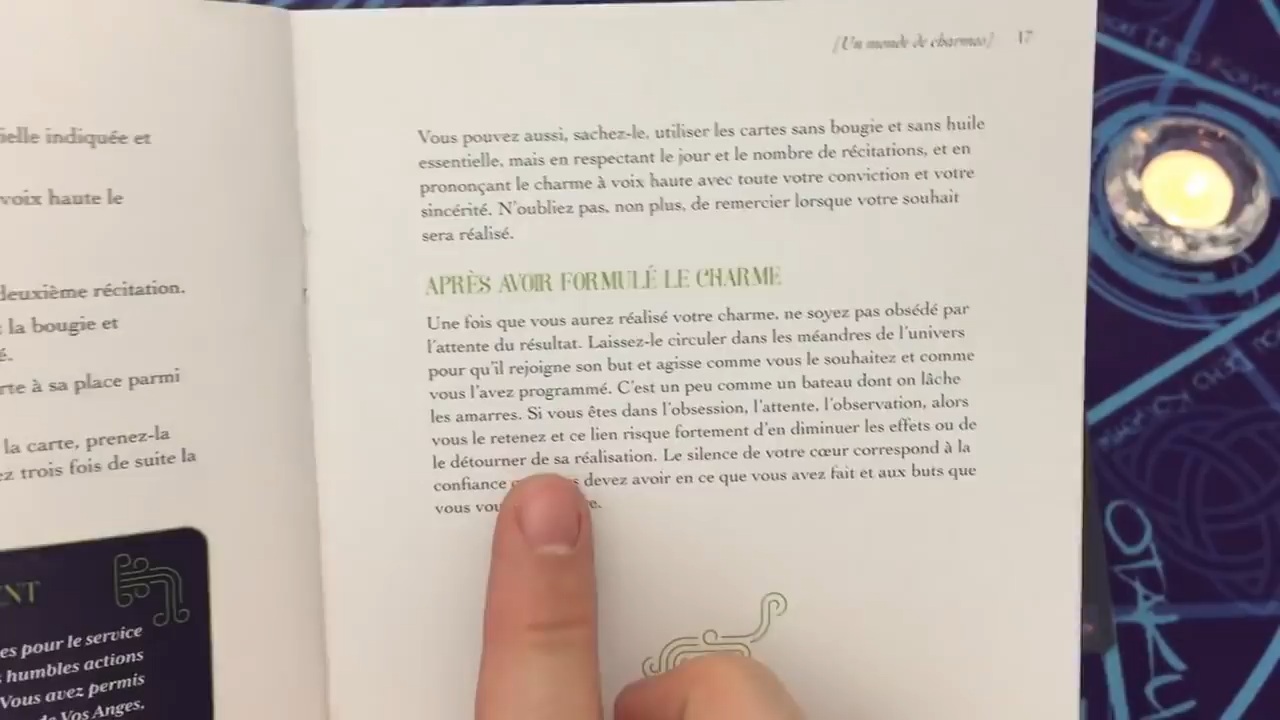 ielle indiquée et
voix haute le
deuxième récitation.
la bougie et
é.
rte à sa place parmi
la carte, prenez-la
ez trois fois de suite la
ENT
es pour le service
humbles actions
Vous avez permis
de Vos Anges.
[Un monde de charmes] 17
Vous pouvez aussi, sachez-le, utiliser les cartes sans bougie et sans huile
essentielle, mais en respectant le jour et le nombre de récitations, et en
prononçant le charme à voix haute avec toute votre conviction et votre
sincérité. N'oubliez pas, non plus, de remercier lorsque votre souhait
sera réalisé.
APRÈS AVOIR FORMULÉ LE CHARME
Une fois que vous aurez réalisé votre charme, ne soyez pas obsédé par
l'attente du résultat. Laissez-le circuler dans les méandres de l'univers
pour qu'il rejoigne son but et agisse comme vous le souhaitez et comme
vous l'avez programmé. C'est un peu comme un bateau dont on lâche
les amarres. Si vous êtes dans l'obsession, l'attente, l'observation, alors
vous le retenez et ce lien risque fortement d'en diminuer les effets ou de
le détourner de sa réalisation. Le silence de votre cœur correspond à la
confiance devez avoir en ce que vous avez fait et aux buts que
vous
OTAKU